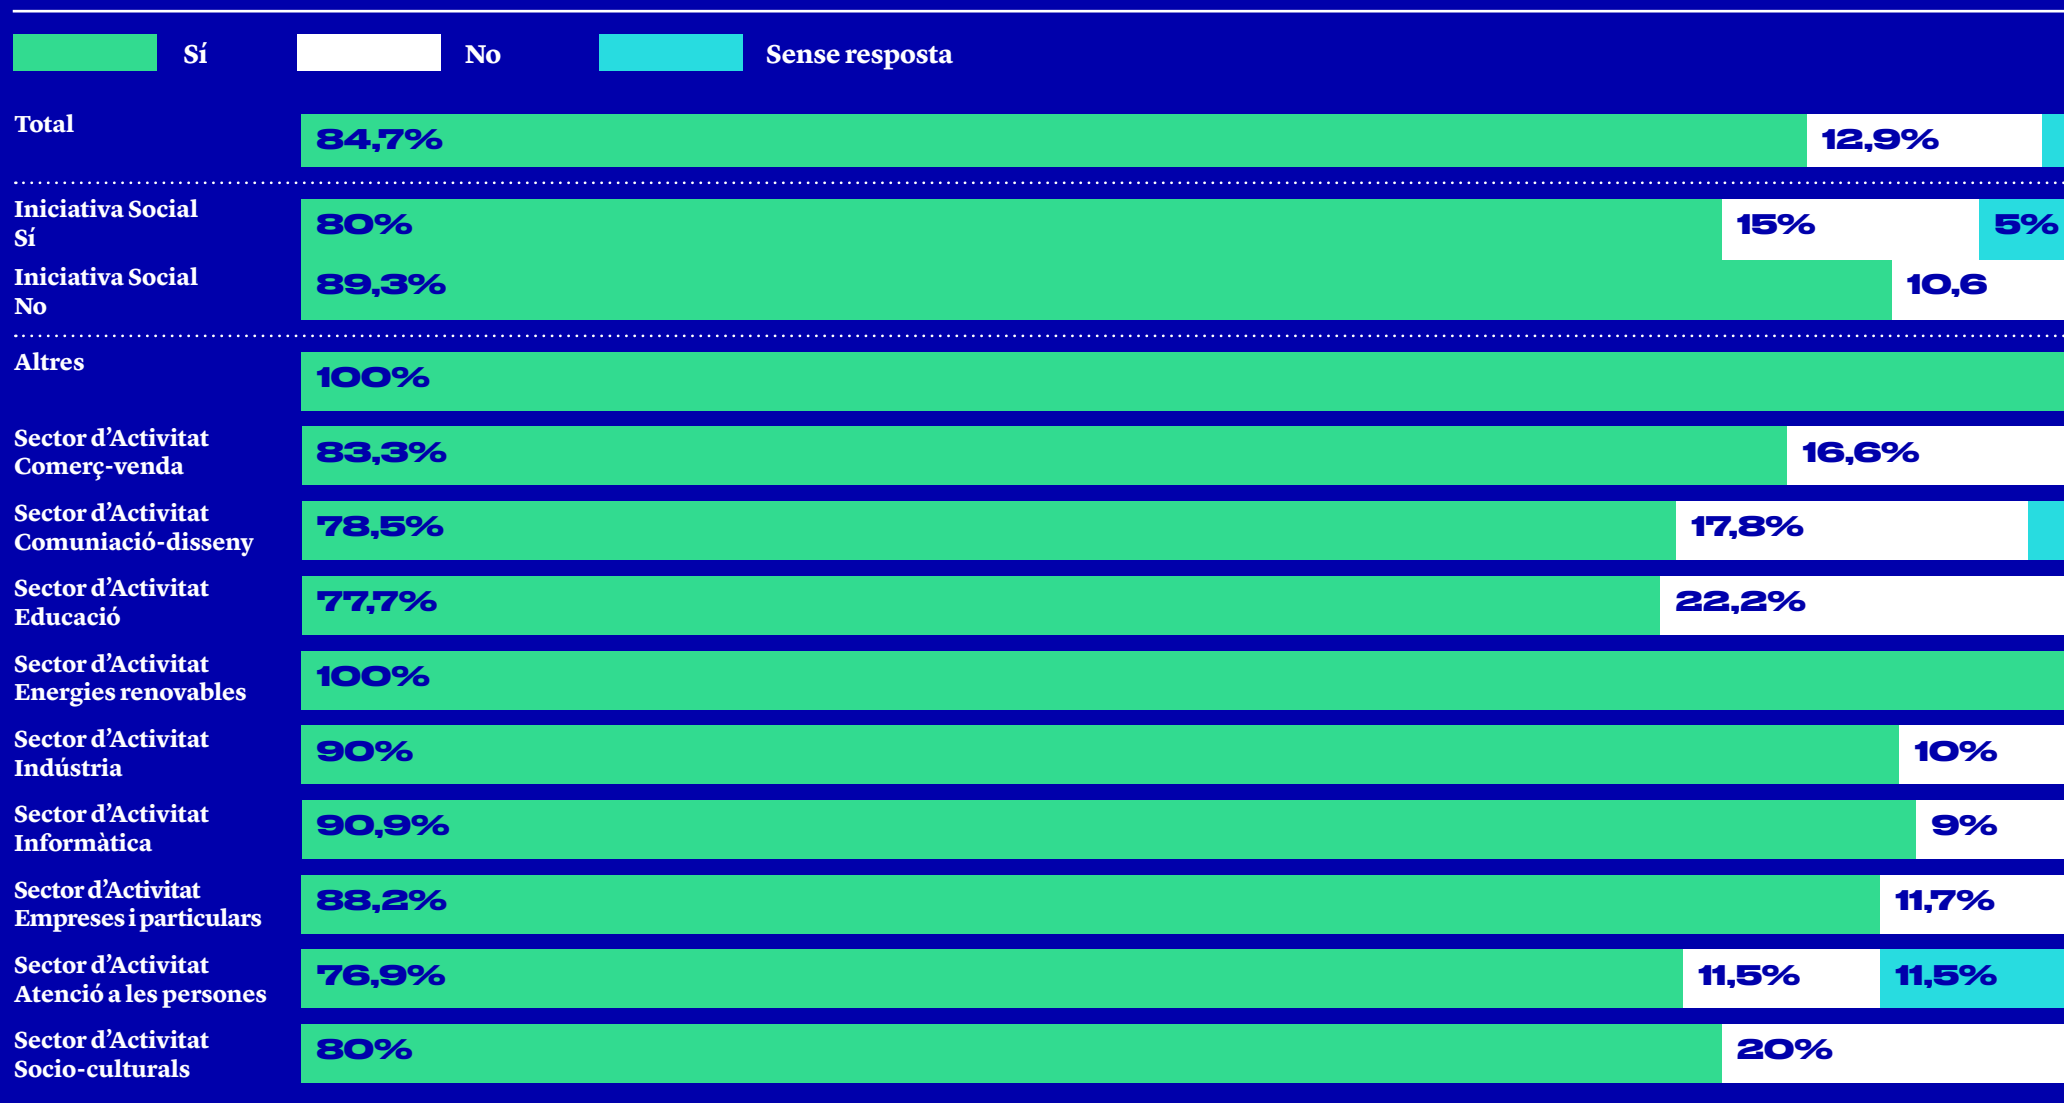 Sí No Sense resposta
Total 84,7% 12,9%
Iniciativa Social
Sí
80% 15% 5%
Iniciativa Social
No
89,3% 10,6
Altres 100%
Sector d’Activitat
Comerç-venda
83,3% 16,6%
Sector d’Activitat
Comuniació-disseny
78,5% 17,8%
Sector d’Activitat
Educació
77,7% 22,2%
Sector d’Activitat
Energies renovables
100%
Sector d’Activitat
Indústria
90% 10%
Sector d’Activitat
Informàtica
90,9% 9%
Sector d’Activitat
Empreses i particulars
88,2% 11,7%
Sector d’Activitat
Atenció a les persones
76,9% 11,5% 11,5%
Sector d’Activitat
Socio-culturals
80% 20%